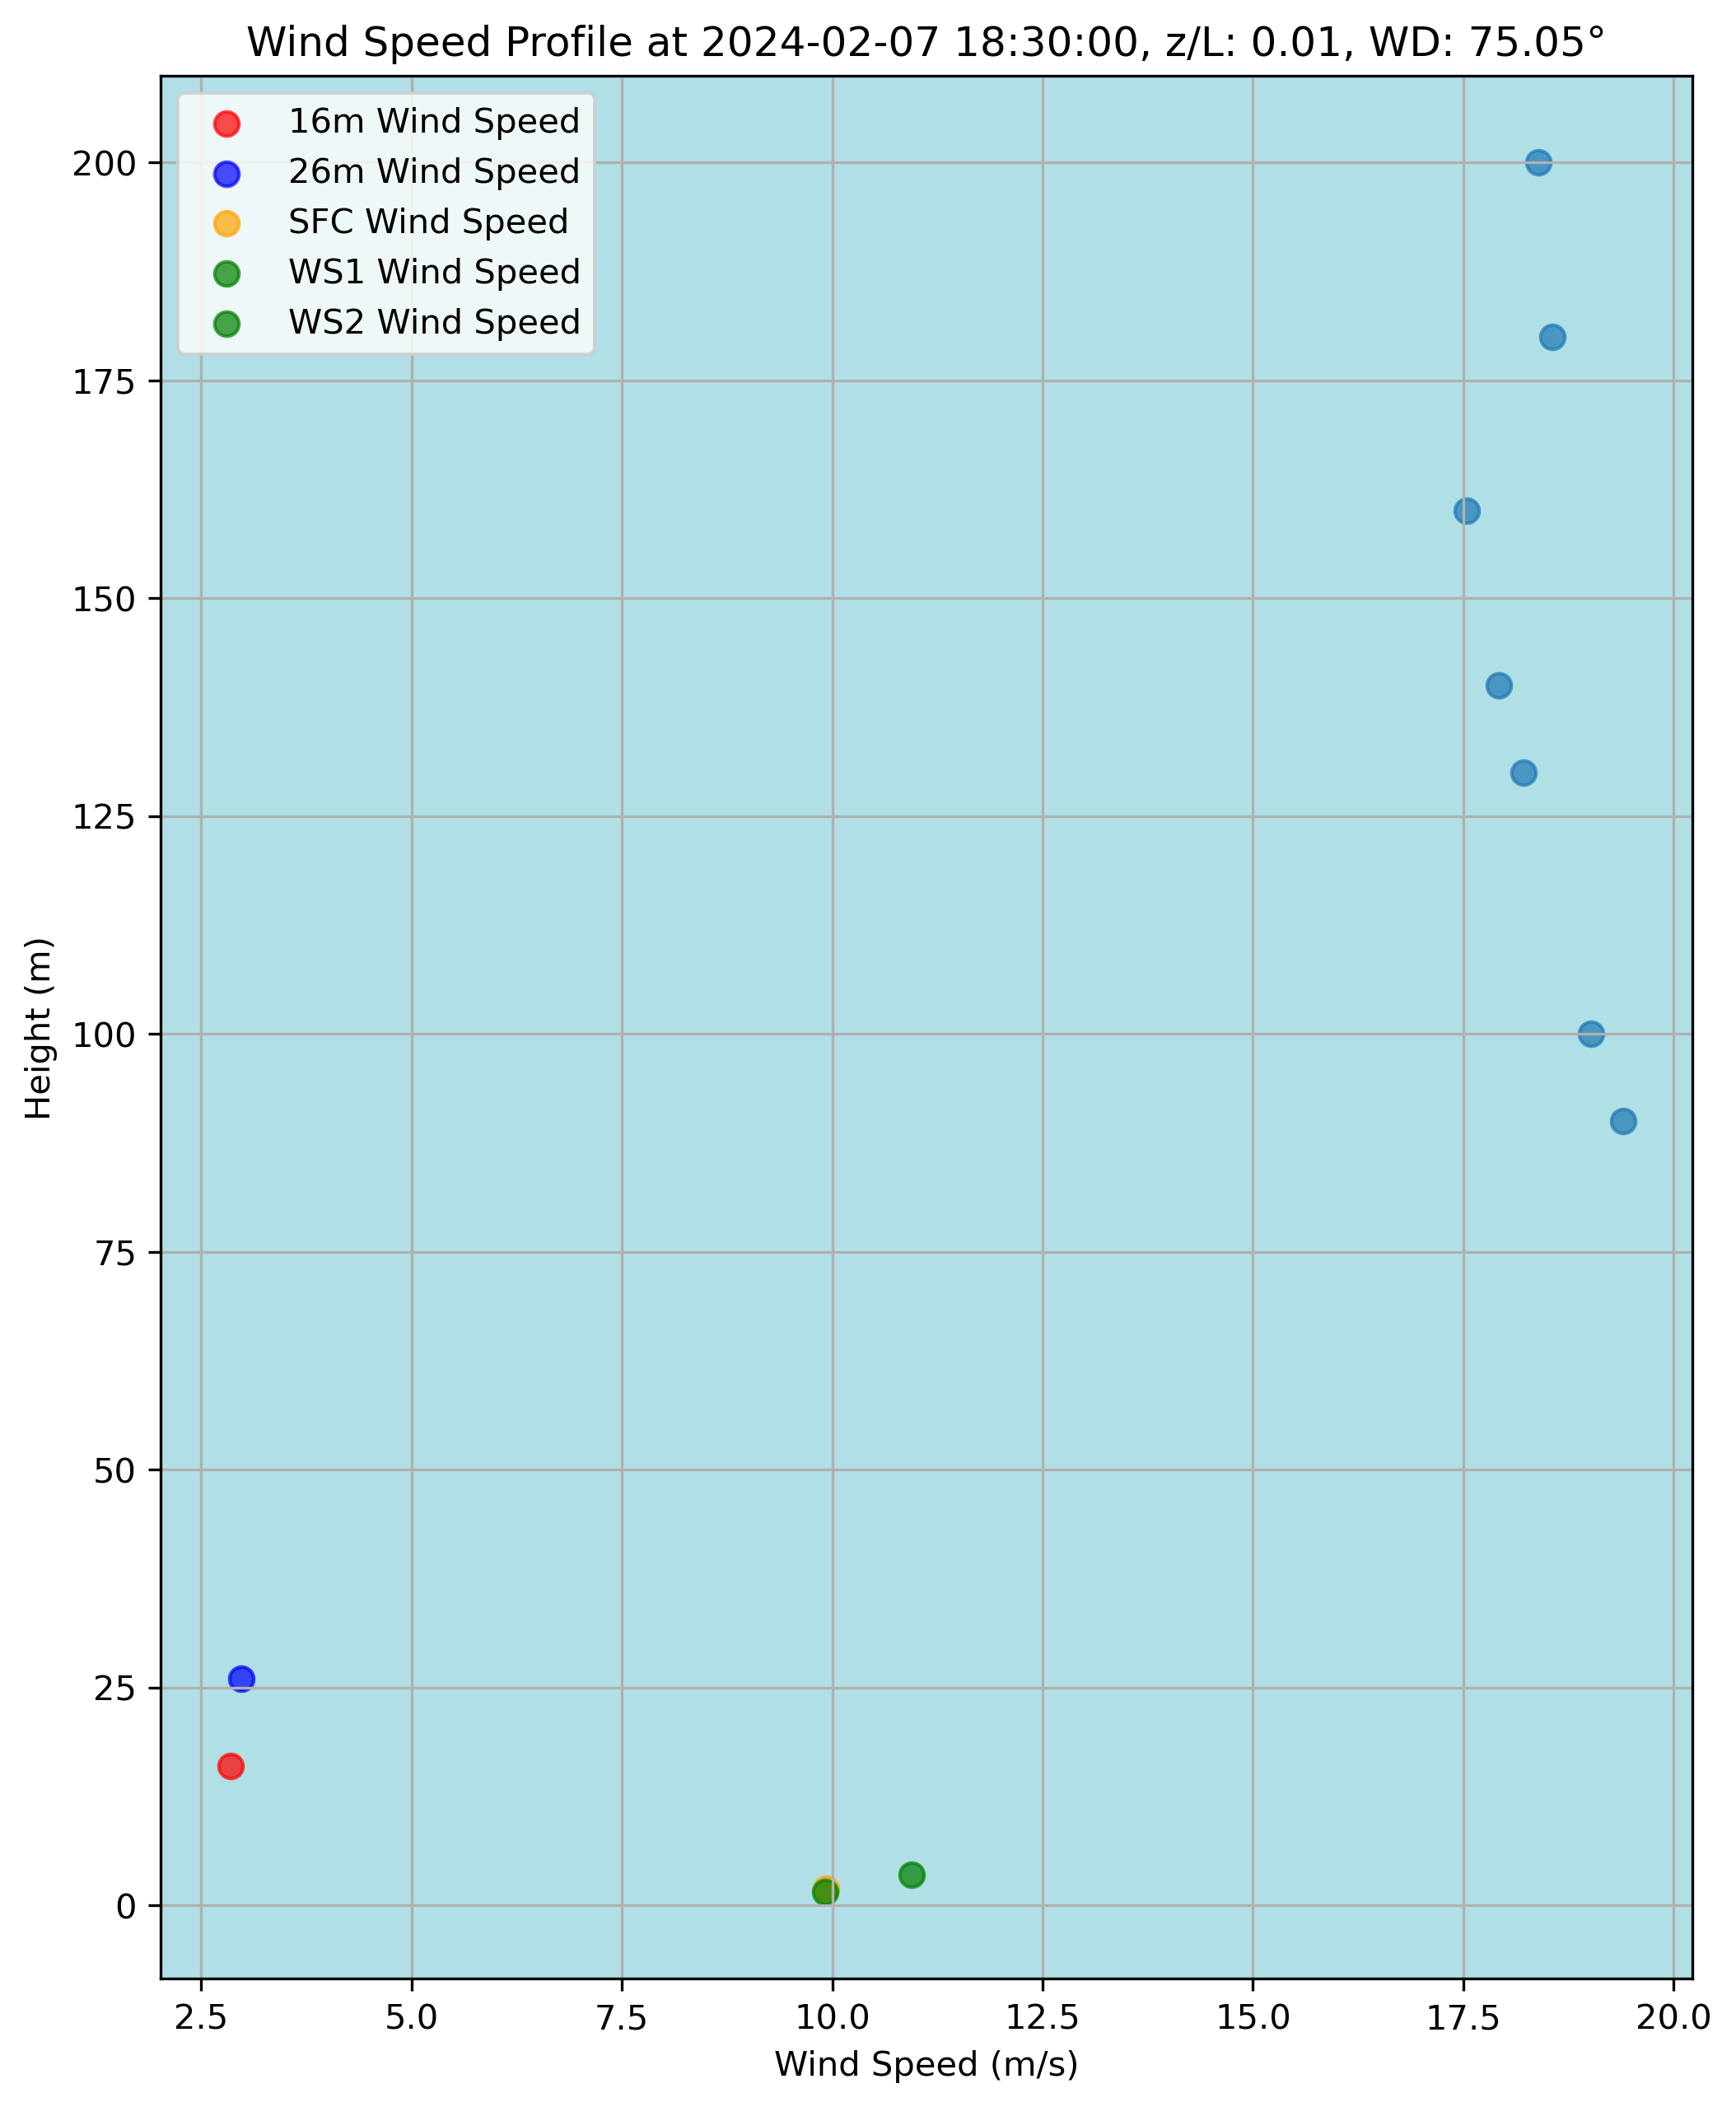 Wind Speed Profile at 2024-02-07 18:30:00, z/L: 0.01, WD: 75.05°
16m Wind Speed
26m Wind Speed
SFC Wind Speed
WS1 Wind Speed
WS2 Wind Speed
200
175
150
125
100
75
50
25
0
Height (m)
2.5 5.0 7.5 10.0 12.5 15.0 17.5 20.0
Wind Speed (m/s)